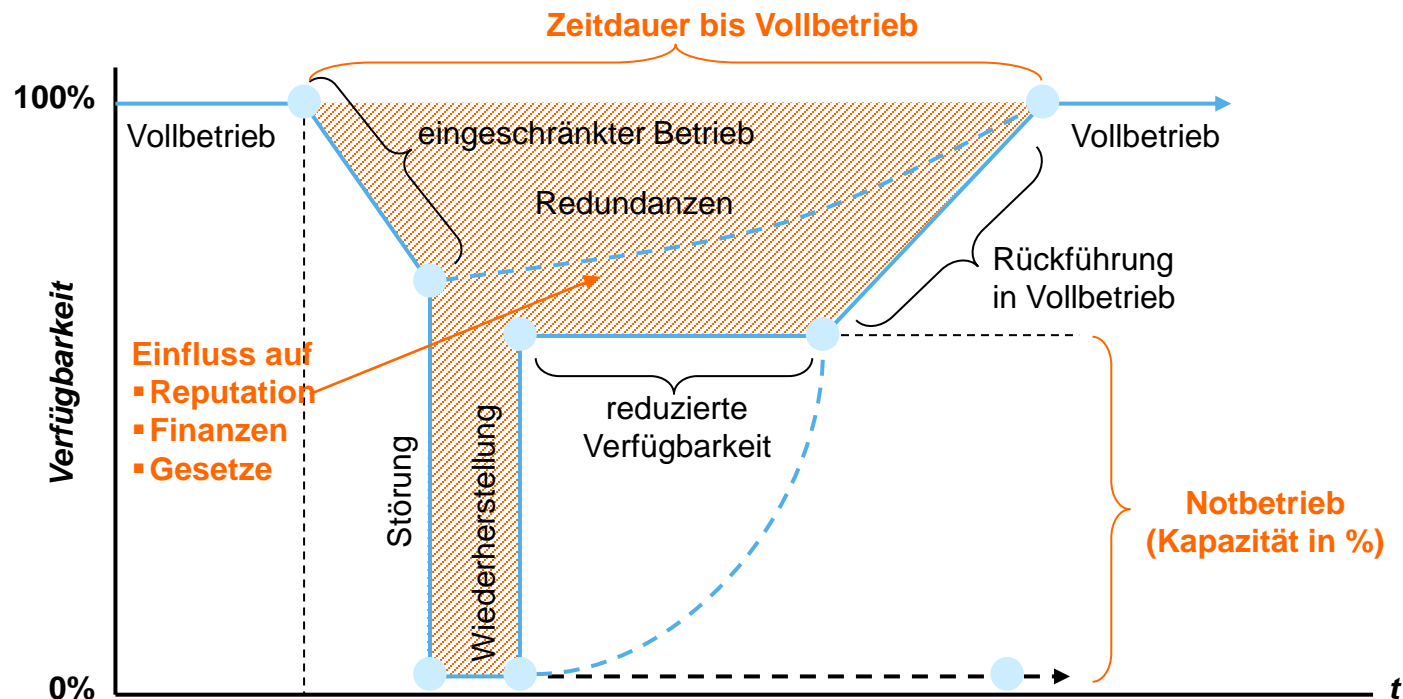 Zeitdauer bis Vollbetrieb
100%
Vollbetrieb
eingeschränkter Betrieb
Vollbetrieb
Redundanzen
Rückführung
in Vollbetrieb
Verfügbarkeit
Einfluss auf
▪ Reputation
▪ Finanzen
▪ Gesetze
Störung
Wiederherstellung
reduzierte
Verfügbarkeit
Notbetrieb
(Kapazität in %)
0%
t